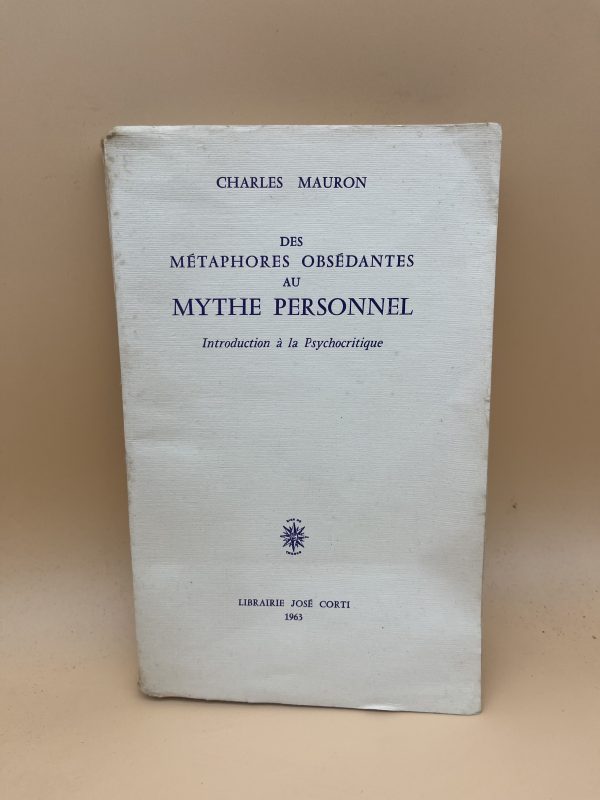 CHARLES MAURON
DES
MÉTAPHORES OBSÉDANTES
AU
MYTHE PERSONNEL
Introduction à la Psychocritique
LIBRAIRIE JOSÉ CORTI
1963